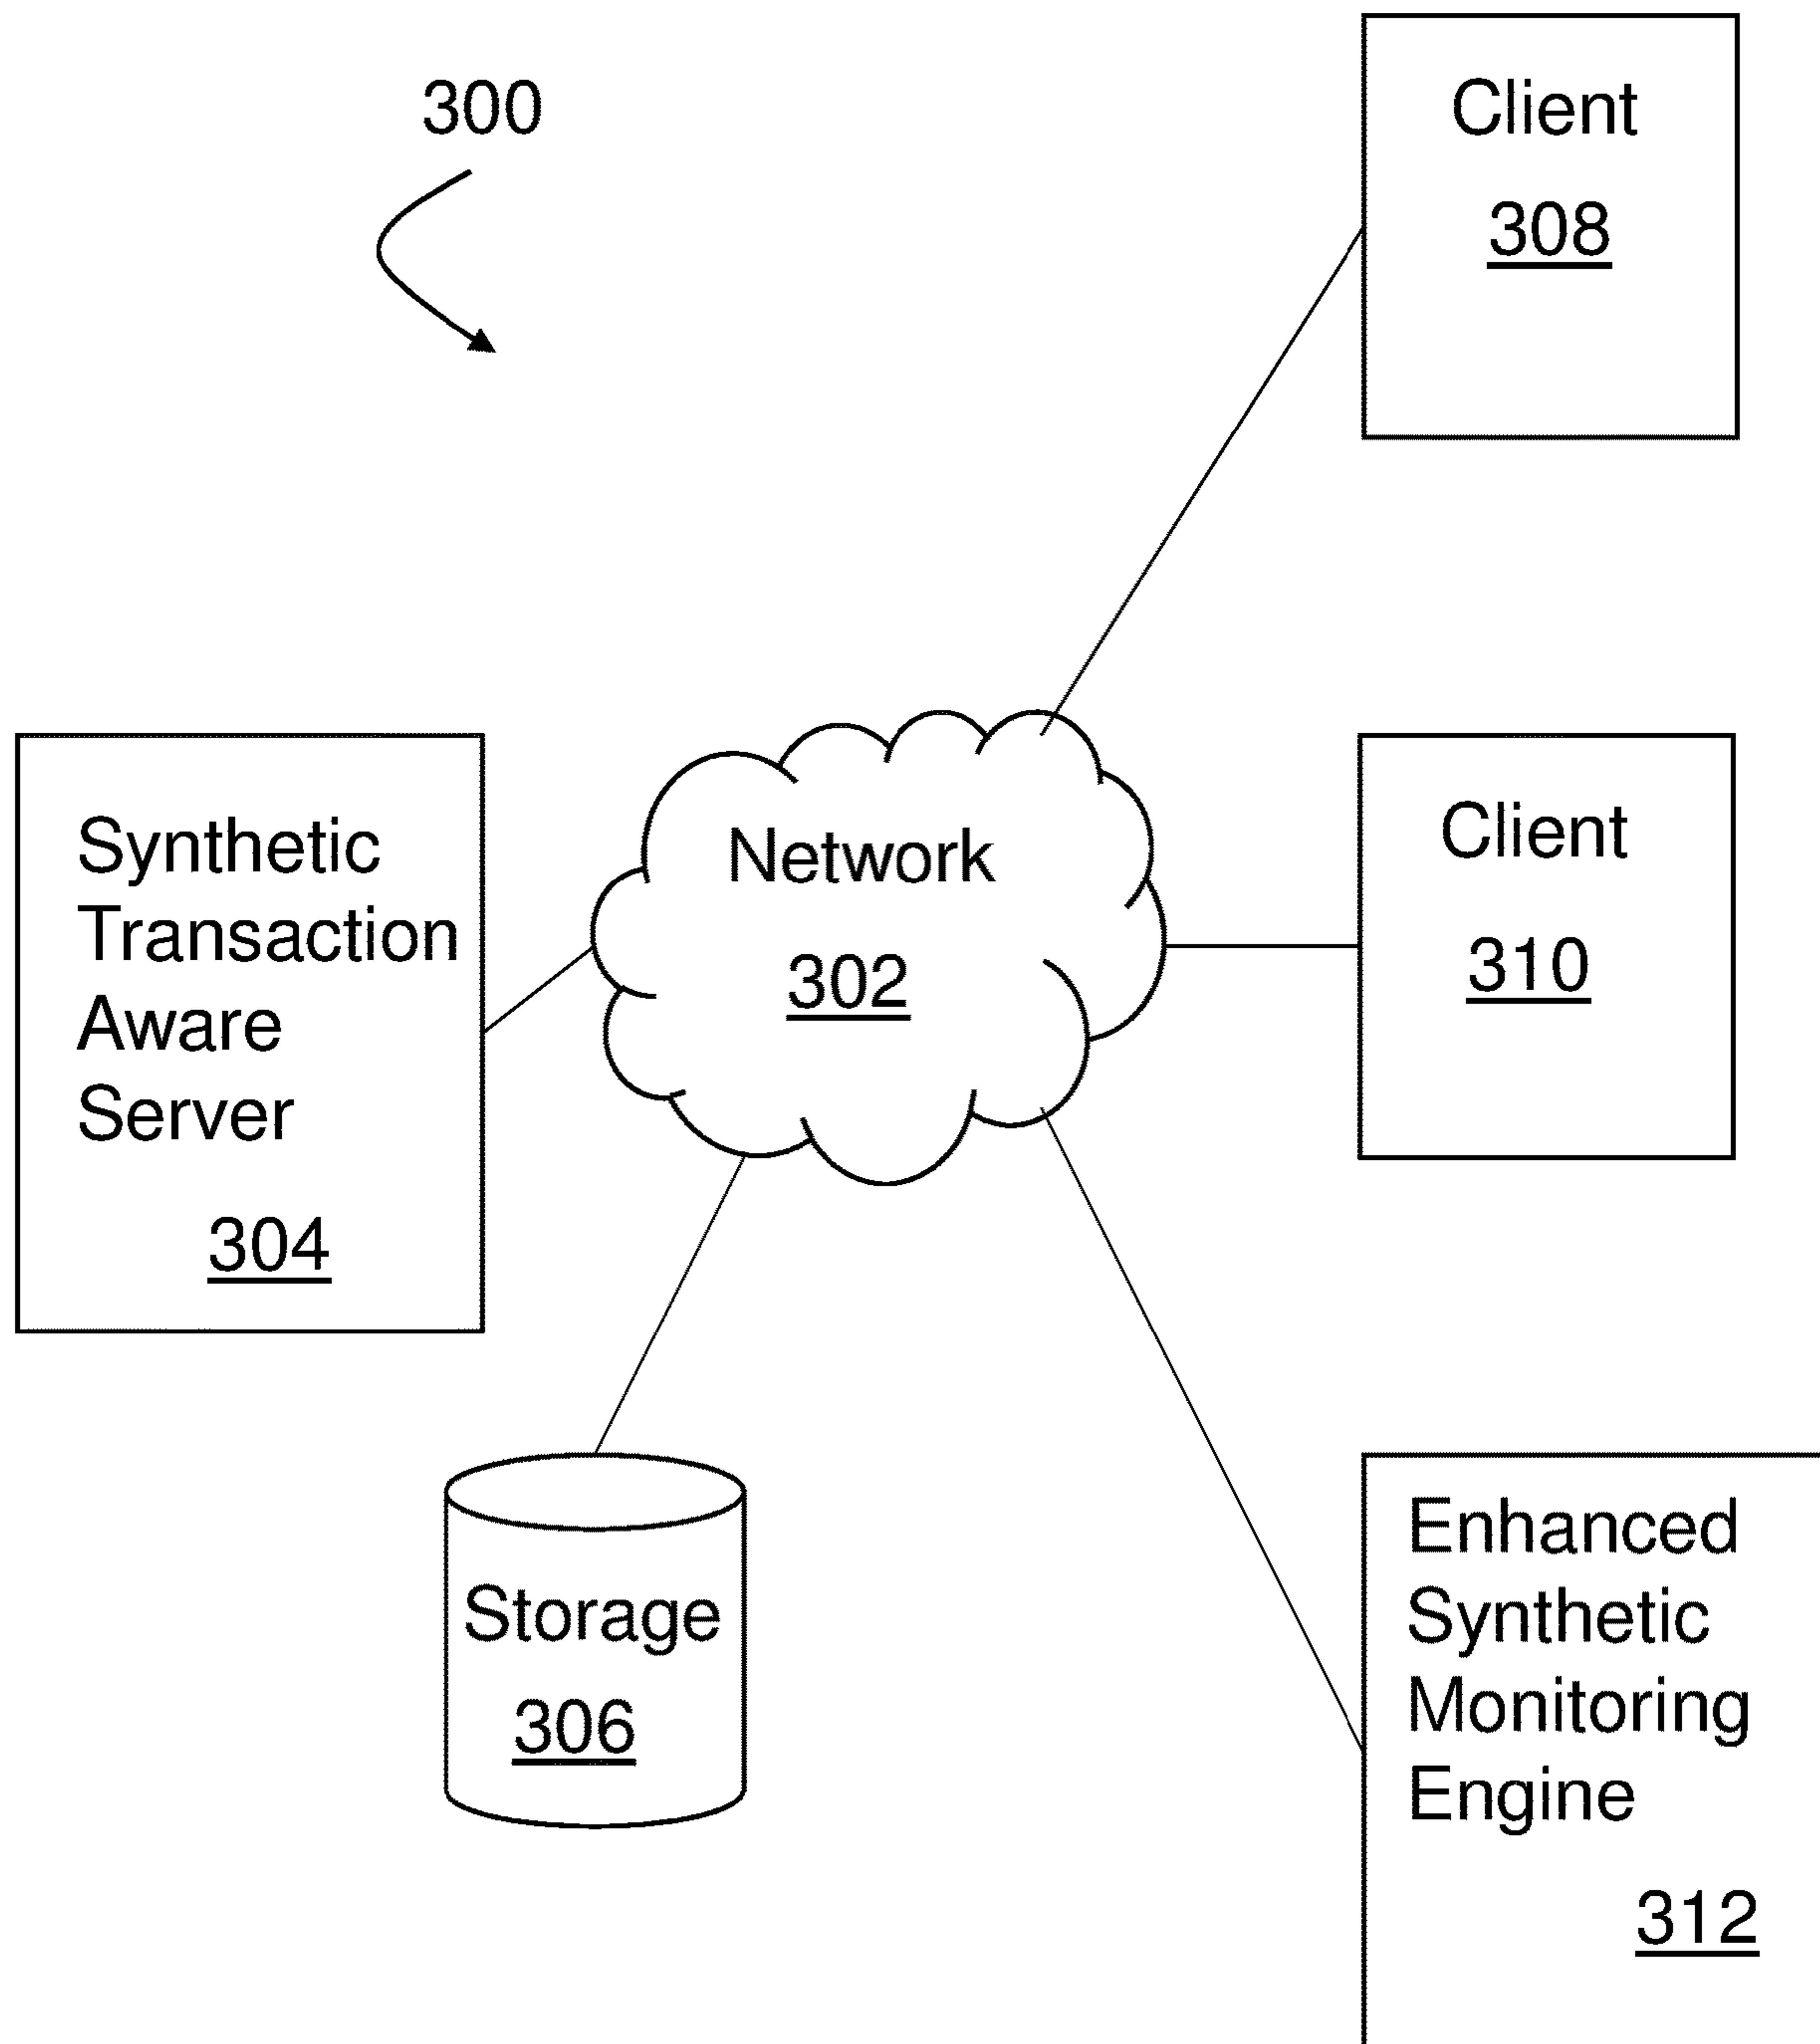 300
Client
308
Synthetic
Transaction
Aware
Server
304
Network
302
Client
310
Storage
306
Enhanced
Synthetic
Monitoring
Engine
312